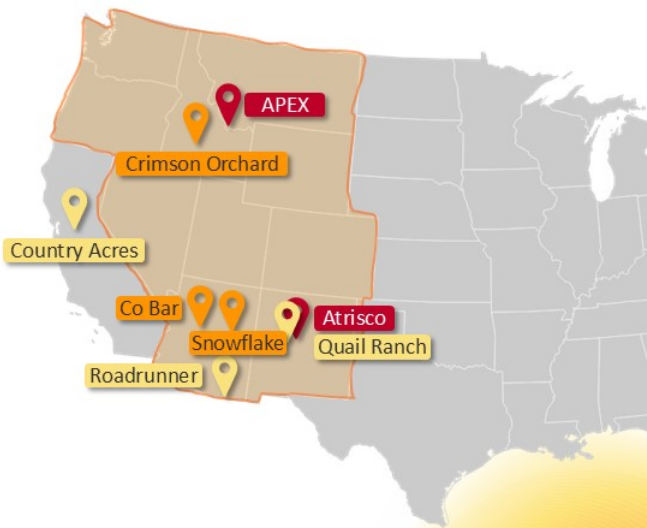 APEX
Crimson Orchard
Country Acres
Co Bar
Snowflake
Atrisco
Quail Ranch
Roadrunner